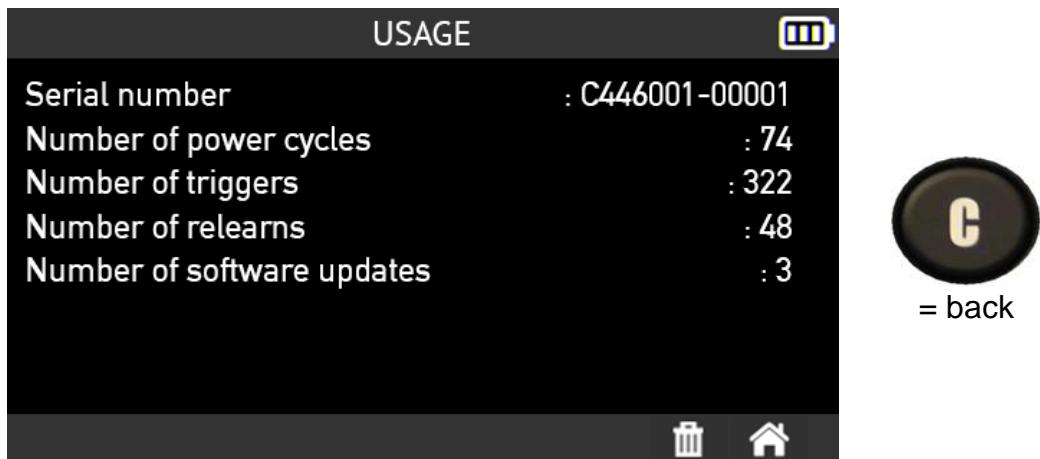 USAGE
Serial number : C446001-00001
Number of power cycles : 74
Number of triggers : 322
Number of relearns : 48
Number of software updates : 3
C
= back